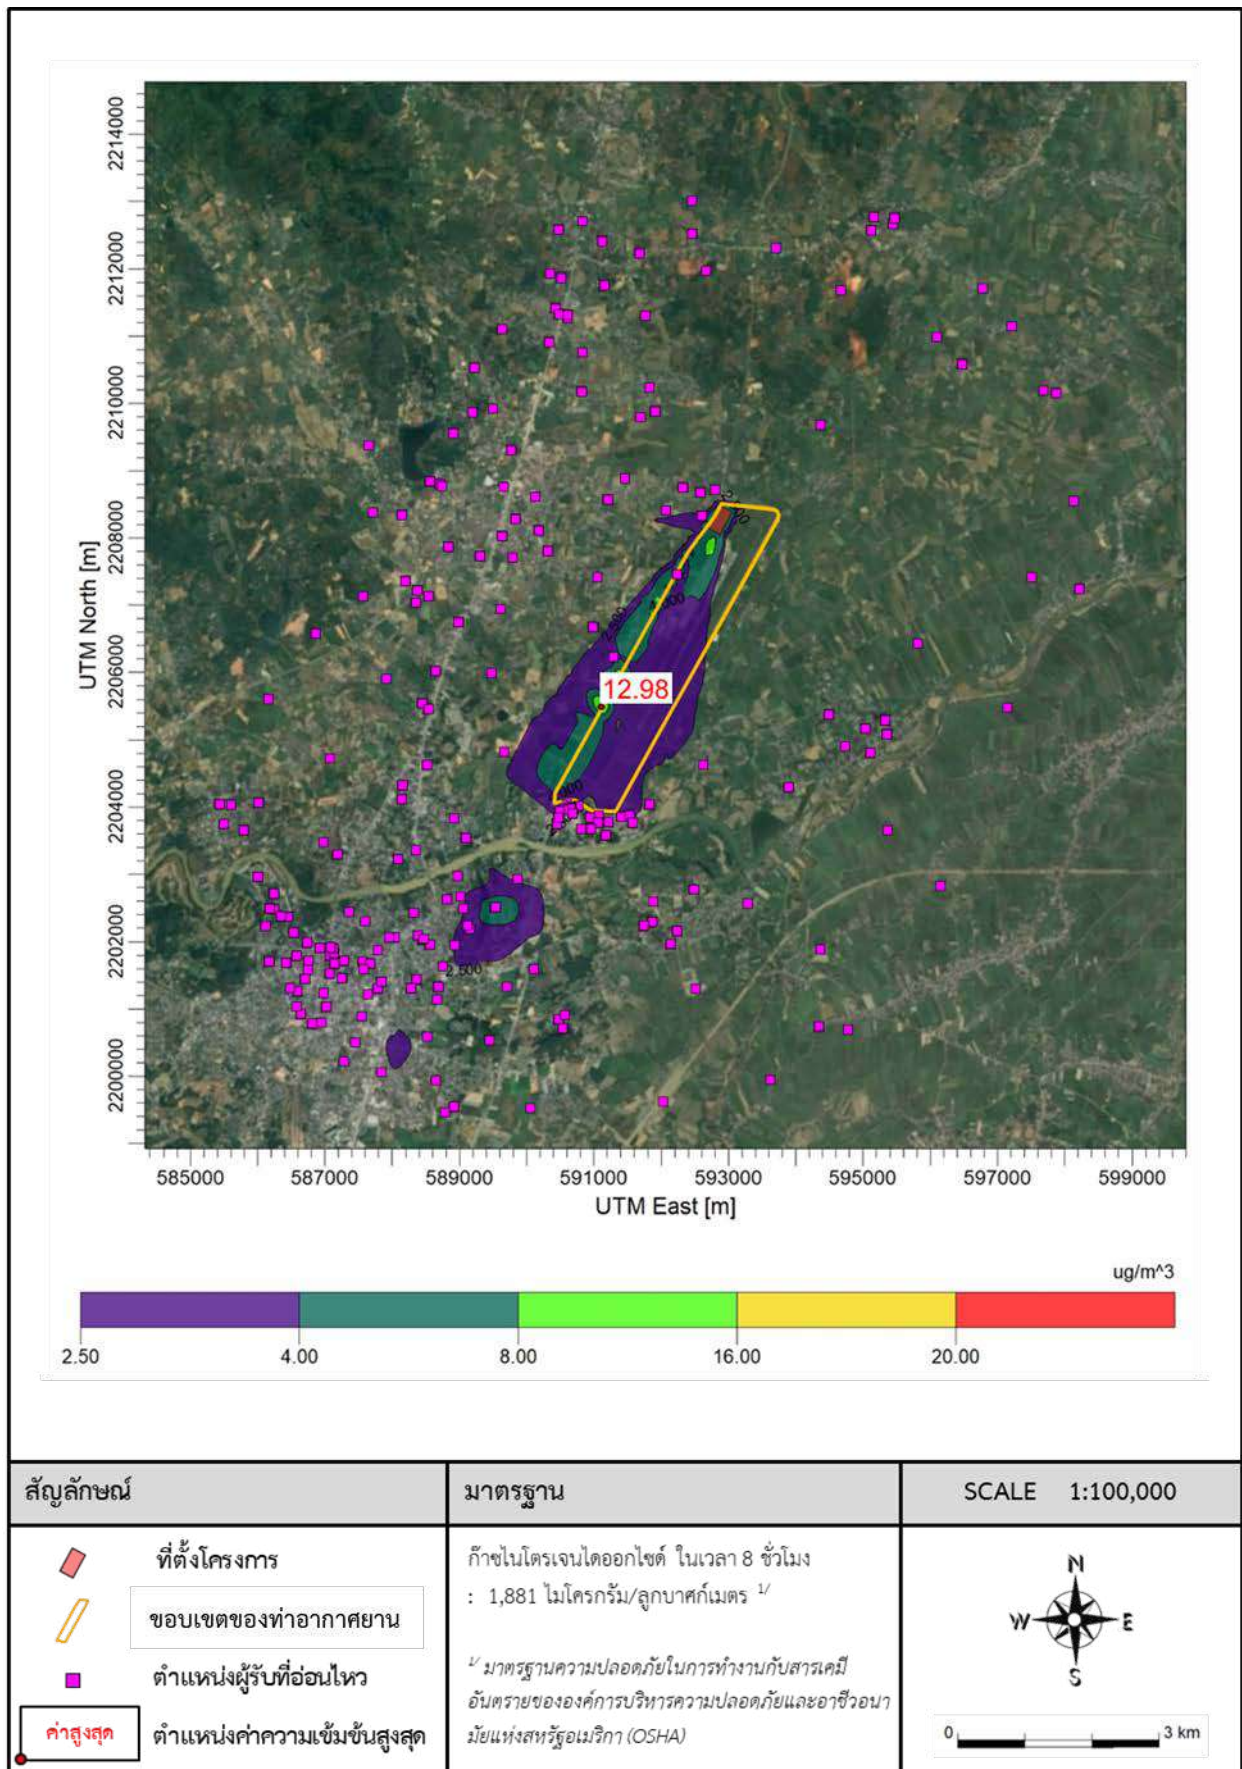 2214000
2212000
2210000
2208000
2206000
2204000
2202000
2200000
UTM North [m]
12.98
2.500
4.000
2.500
585000 587000 589000 591000 593000 595000 597000 599000
UTM East [m]
ug/m^3
2.50 4.00 8.00 16.00 20.00
สัญลักษณ์
ที่ตั้งโครงการ
ขอบเขตของท่าอากาศยาน
ตำแหน่งผู้รับที่อ่อนไหว
ค่าสูงสุด ตำแหน่งค่าความเข้มข้นสูงสุด
มาตรฐาน
ก๊าซไนโตรเจนไดออกไซด์ ในเวลา 8 ชั่วโมง
: 1,881 ไมโครกรัม/ลูกบาศก์เมตร 1/
1/ มาตรฐานความปลอดภัยในการทำงานกับสารเคมี
อันตรายขององค์การบริหารความปลอดภัยและอาชีวอนา
มัยแห่งสหรัฐอเมริกา (OSHA)
SCALE 1:100,000
N
W E
S
0 3 km